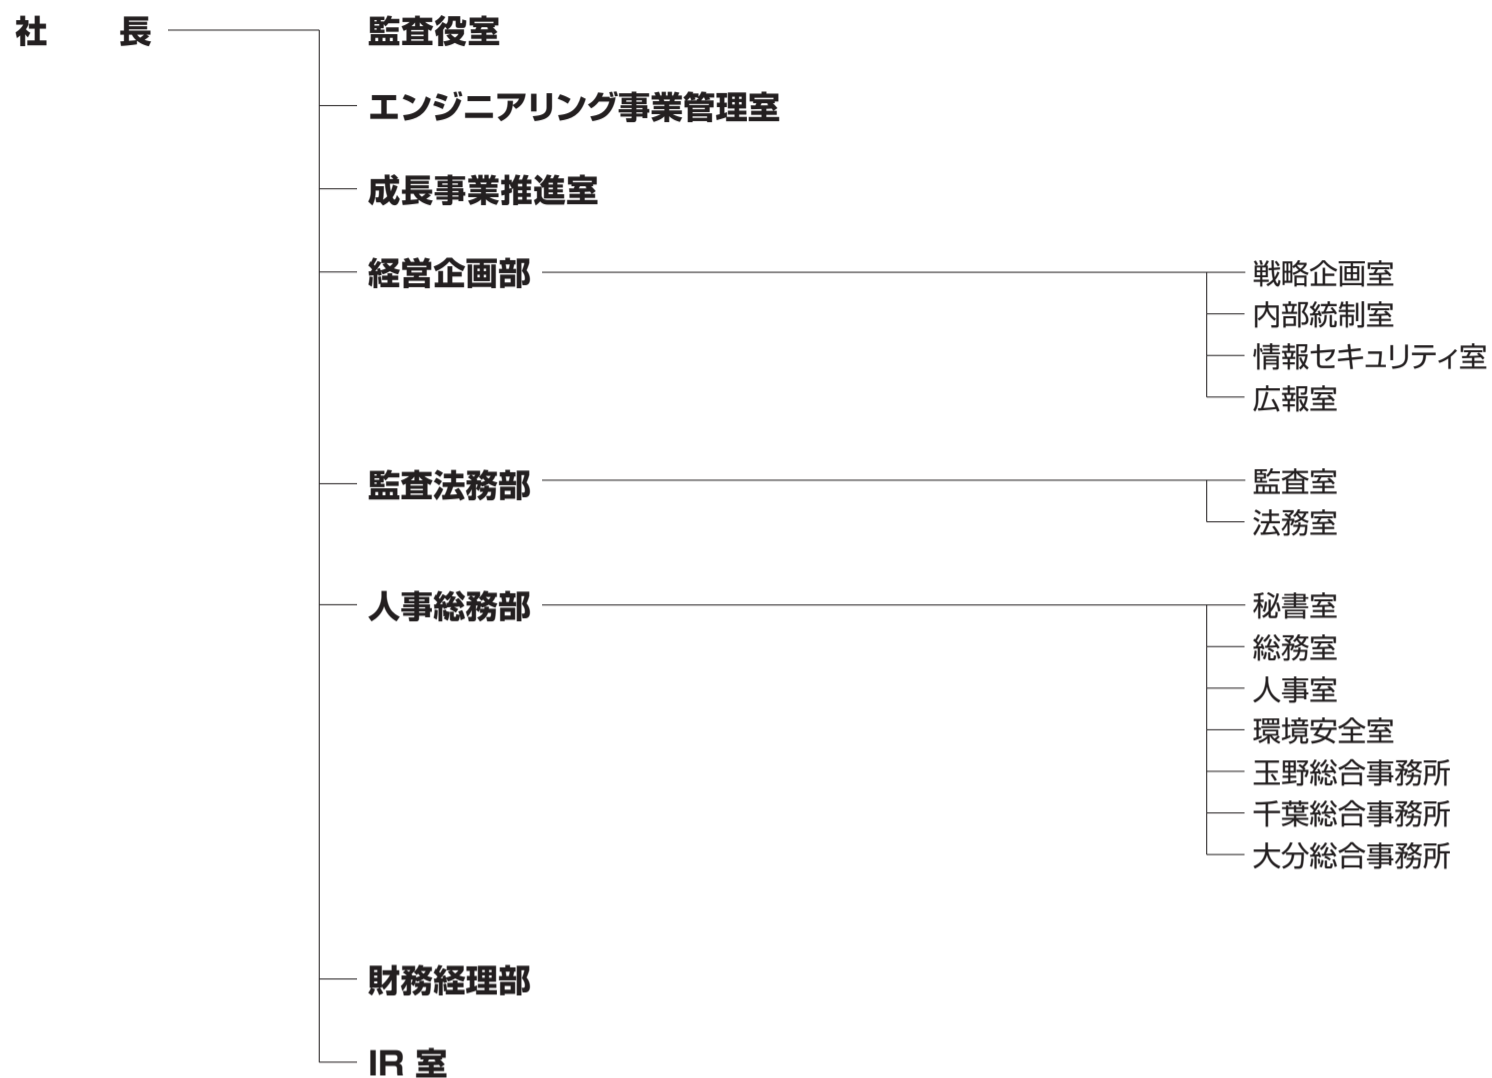 社　長
監査役室
エンジニアリング事業管理室
成長事業推進室
経営企画部
戦略企画室
内部統制室
情報セキュリティ室
広報室
監査法務部
監査室
法務室
人事総務部
秘書室
総務室
人事室
環境安全室
玉野総合事務所
千葉総合事務所
大分総合事務所
財務経理部
IR 室